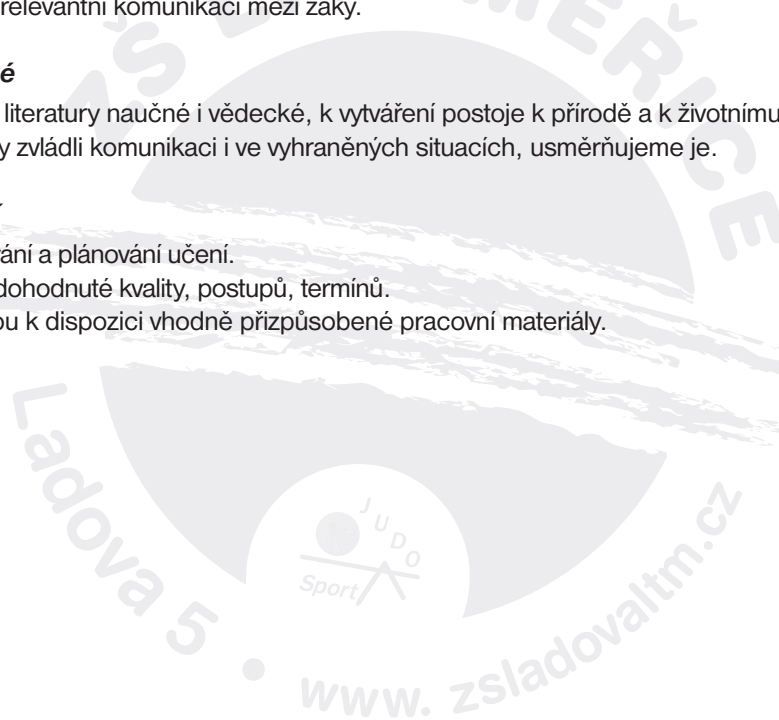 relevantní komunikaci mezi žáky.
é
literatury naučné i vědecké, k vytváření postoje k přírodě a k životnímu
y zvládli komunikaci i ve vyhraněných situacích, usměrňujeme je.
ání a plánování učení.
dohodnuté kvality, postupů, termínů.
ou k dispozici vhodně přizpůsobené pracovní materiály.
Ladova 5 • www. zsladovaltm.cz
JUDO
Sport